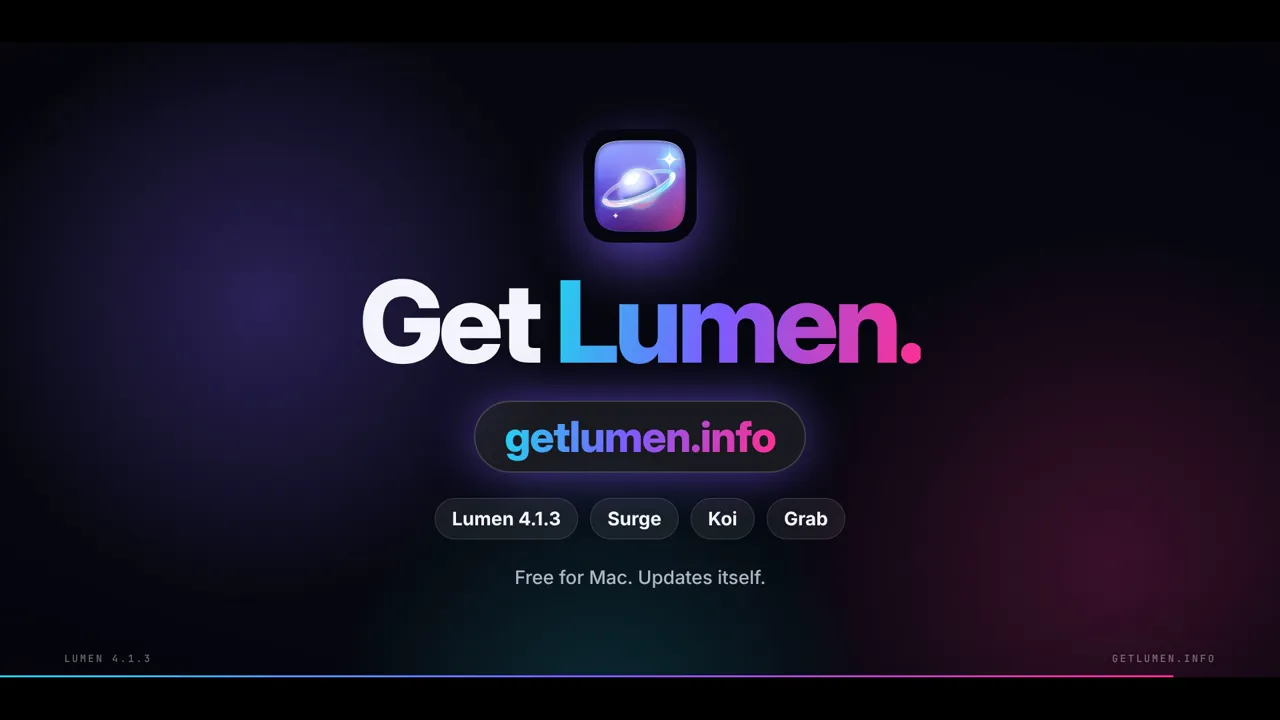 Get Lumen.
getlumen.info
Lumen 4.1.3 Surge Koi Grab
Free for Mac. Updates itself.
LUMEN 4.1.3 GETLUMEN.INFO